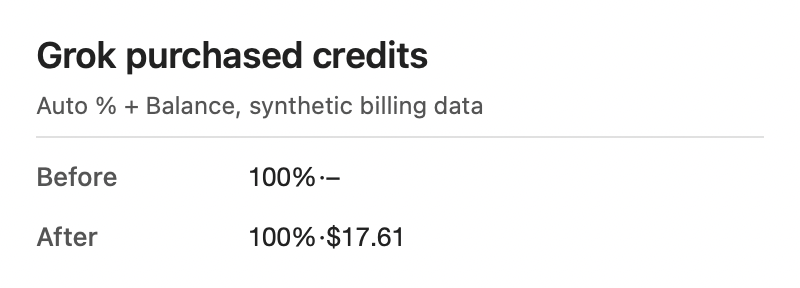 Grok purchased credits
Auto % + Balance, synthetic billing data
Before 100%·–
After 100%·$17.61